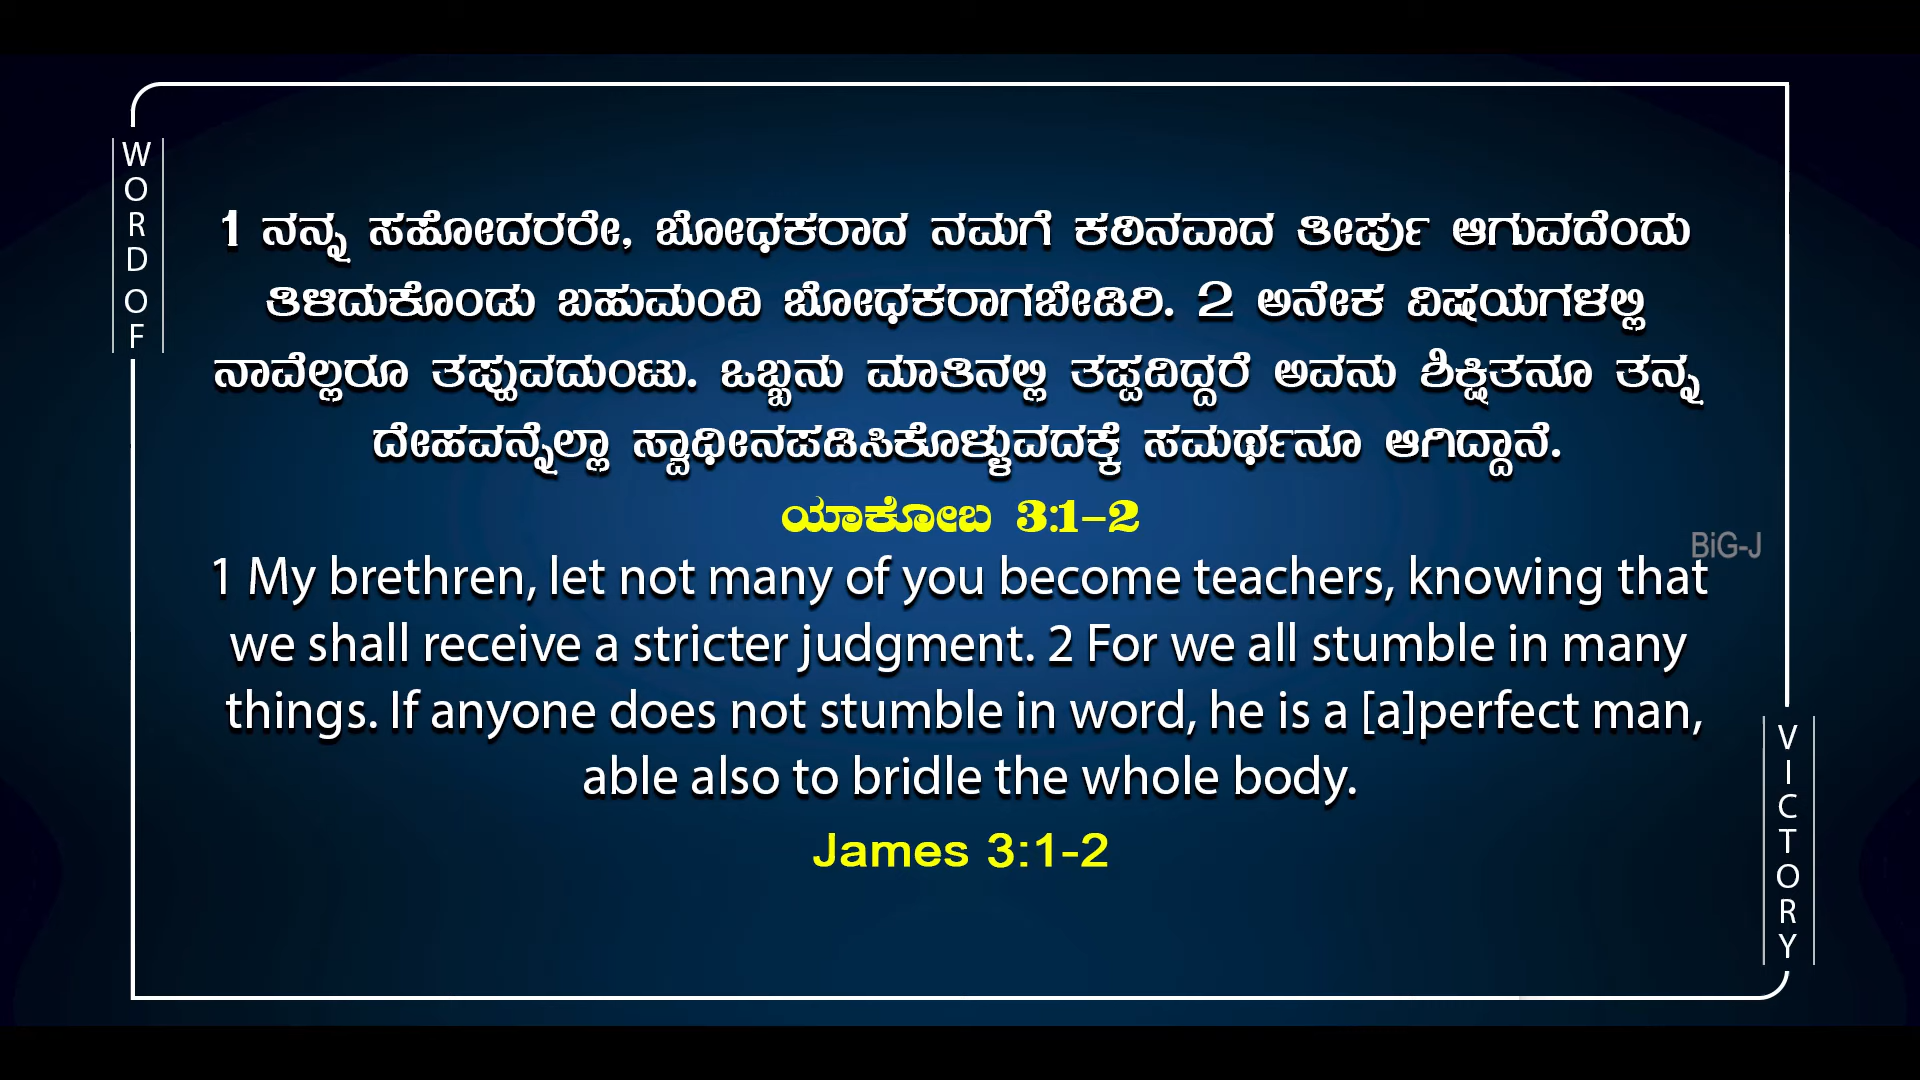 WORD OF
1 ನನ್ನ ಸಹೋದರರೇ, ಬೋಧಕರಾದ ನಮಗೆ ಕಠಿನವಾದ ತೀರ್ಪು ಆಗುವದೆಂದು
ತಿಳಿದುಕೊಂಡು ಬಹುಮಂದಿ ಬೋಧಕರಾಗಬೇಡಿರಿ. 2 ಅನೇಕ ವಿಷಯಗಳಲ್ಲಿ
ನಾವೆಲ್ಲರೂ ತಪ್ಪುವದುಂಟು. ಒಬ್ಬನು ಮಾತಿನಲ್ಲಿ ತಪ್ಪದಿದ್ದರೆ ಅವನು ಶಿಕ್ಷಿತನೂ ತನ್ನ
ದೇಹವನ್ನೆಲ್ಲಾ ಸ್ವಾಧೀನಪಡಿಸಿಕೊಳ್ಳುವದಕ್ಕೆ ಸಮರ್ಥನೂ ಆಗಿದ್ದಾನೆ.
ಯಾಕೋಬ 3:1-2
BiG-J
1 My brethren, let not many of you become teachers, knowing that
we shall receive a stricter judgment. 2 For we all stumble in many
things. If anyone does not stumble in word, he is a [a]perfect man,
able also to bridle the whole body.
James 3:1-2
VICTORY